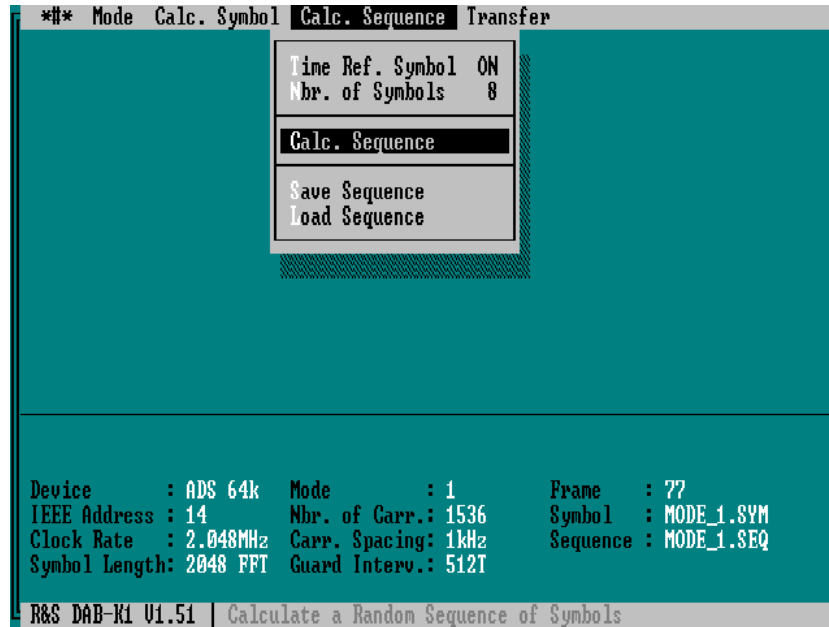 *#* Mode Calc. Symbol Calc. Sequence Transfer
Time Ref. Symbol ON
Nbr. of Symbols 8
Calc. Sequence
Save Sequence
Load Sequence
Device : ADS 64k Mode : 1 Frame : 77
IEEE Address : 14 Nbr. of Carr.: 1536 Symbol : MODE_1.SYM
Clock Rate : 2.048MHz Carr. Spacing: 1kHz Sequence : MODE_1.SEQ
Symbol Length: 2048 FFT Guard Interv.: 512T
R&S DAB-K1 V1.51 | Calculate a Random Sequence of Symbols